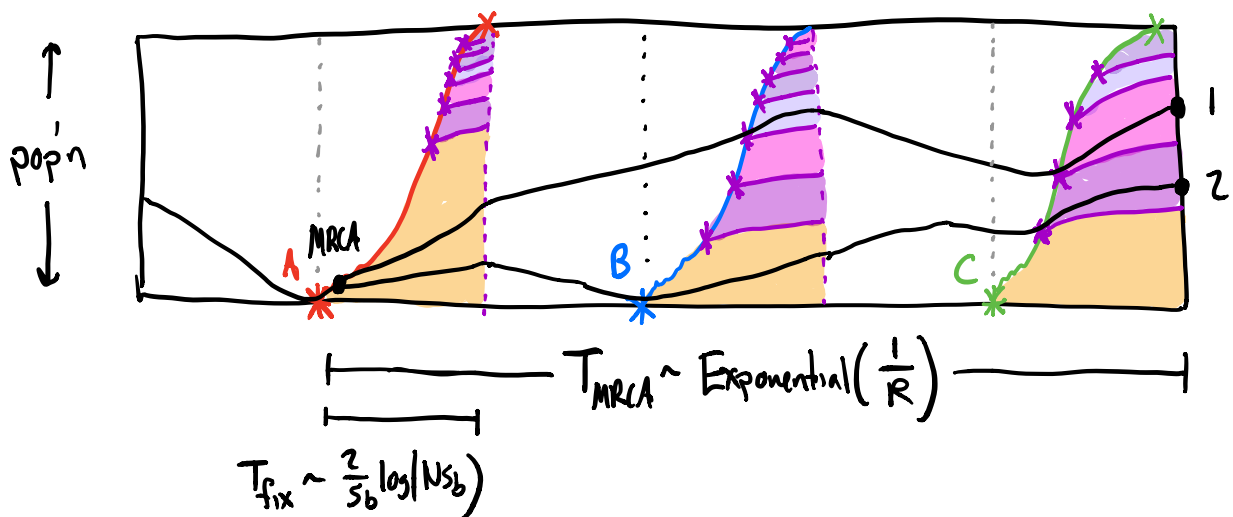 pop'n
A
MRCA
B
C
1
2
T_MRCA ~ Exponential(1/R)
T_fix ~ 2/s_b log(Ns_b)